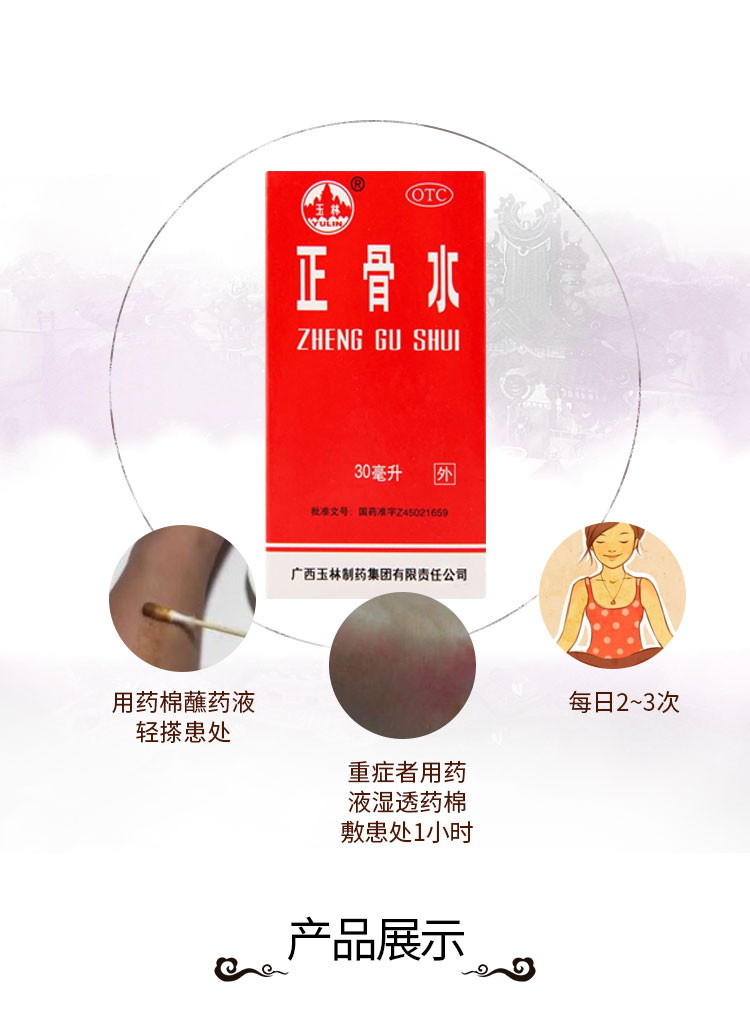 玉林
YULIN
®
OTC
正骨水
ZHENG GU SHUI
30毫升
外
批准文号：国药准字Z45021659
广西玉林制药集团有限责任公司
用药棉蘸药液
轻搽患处
重症者用药
液湿透药棉
敷患处1小时
每日2~3次
产品展示